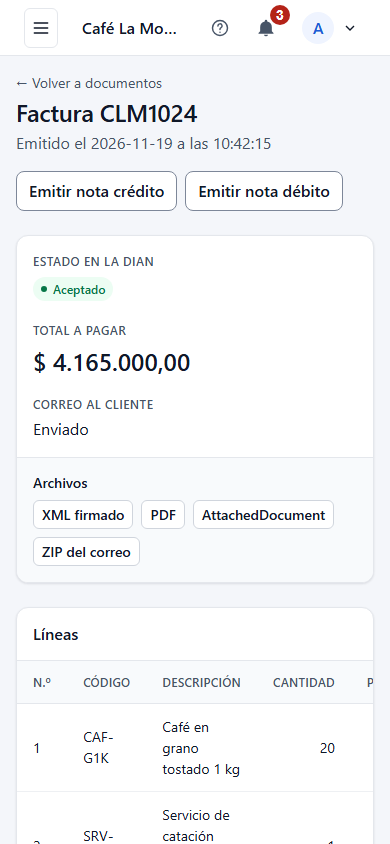 Café La Mo...
3
A
← Volver a documentos
Factura CLM1024
Emitido el 2026-11-19 a las 10:42:15
Emitir nota crédito
Emitir nota débito
ESTADO EN LA DIAN
Aceptado
TOTAL A PAGAR
$ 4.165.000,00
CORREO AL CLIENTE
Enviado
Archivos
XML firmado
PDF
AttachedDocument
ZIP del correo
Líneas
N.º CÓDIGO DESCRIPCIÓN CANTIDAD
1 CAF-G1K Café en grano tostado 1 kg 20
SRV- Servicio de catación